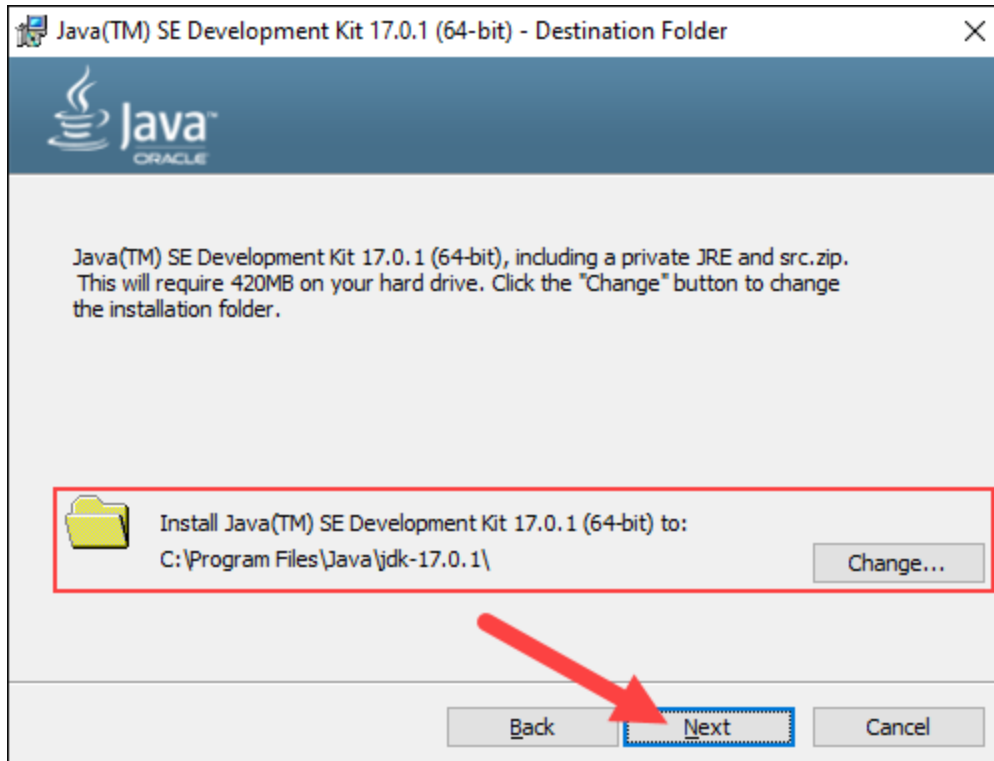 Java(TM) SE Development Kit 17.0.1 (64-bit) - Destination Folder
Java™
ORACLE
Java(TM) SE Development Kit 17.0.1 (64-bit), including a private JRE and src.zip.
This will require 420MB on your hard drive. Click the "Change" button to change
the installation folder.
Install Java(TM) SE Development Kit 17.0.1 (64-bit) to:
C:\Program Files\Java\jdk-17.0.1\
Change...
Back
Next
Cancel